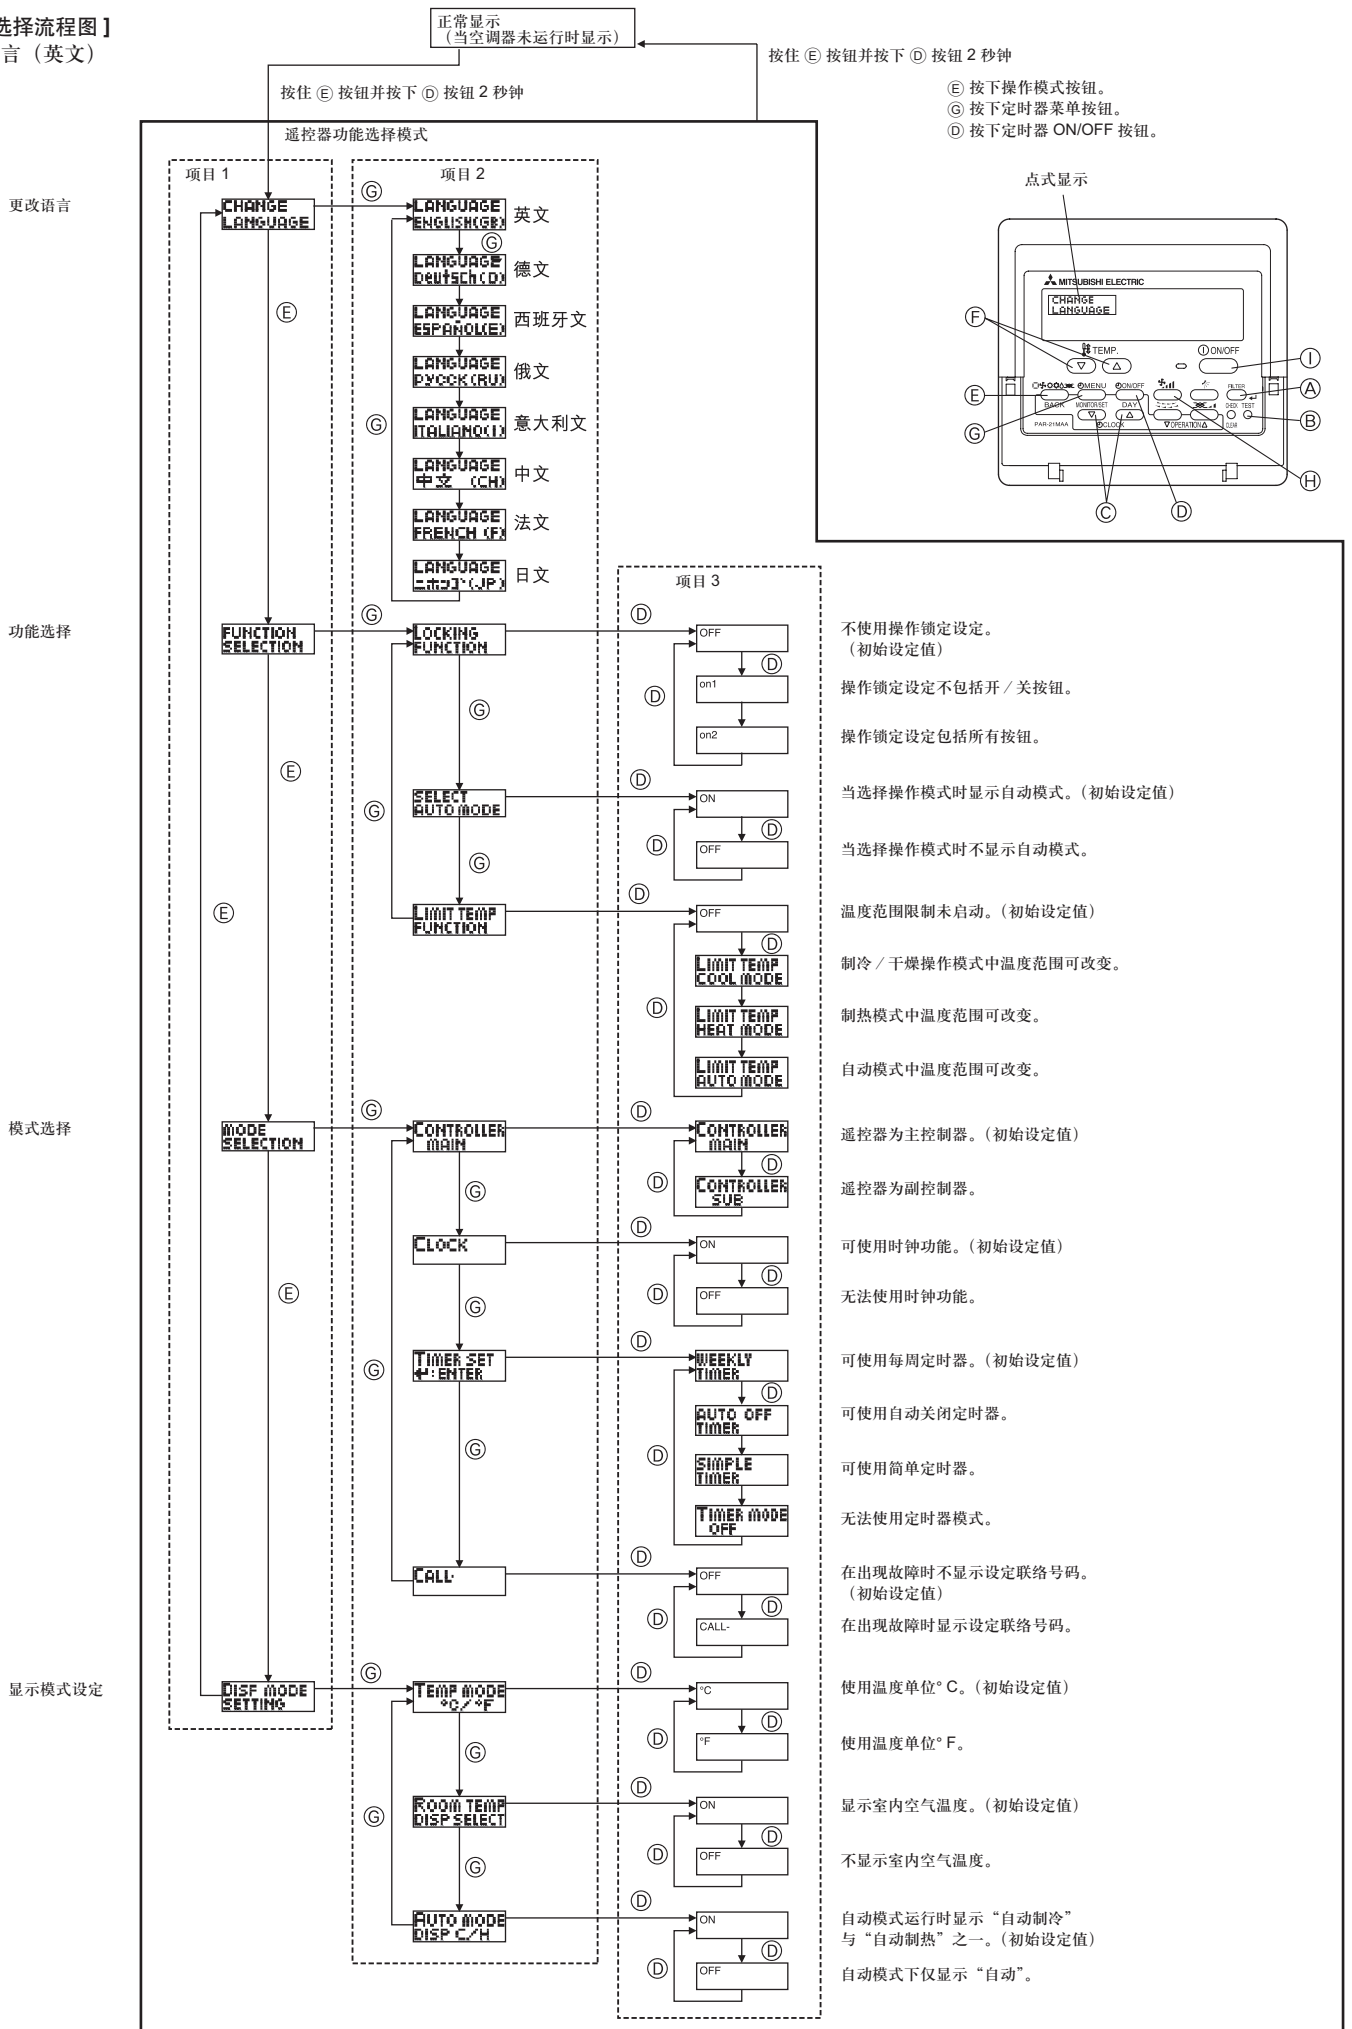 选择流程图 ]
言（英文）
正常显示
（当空调器未运行时显示）
按住 Ⓔ 按钮并按下 Ⓓ 按钮 2 秒钟
按住 Ⓔ 按钮并按下 Ⓓ 按钮 2 秒钟
Ⓔ 按下操作模式按钮。
Ⓖ 按下定时器菜单按钮。
Ⓓ 按下定时器 ON/OFF 按钮。
遥控器功能选择模式
项目 1
项目 2
点式显示
更改语言
CHANGE
LANGUAGE
Ⓖ
LANGUAGE
ENGLISH(GB)
英文
Ⓖ
LANGUAGE
Deutsch(D)
德文
Ⓔ
LANGUAGE
ESPAÑOL(E)
西班牙文
LANGUAGE
РУССК(RU)
俄文
Ⓖ
LANGUAGE
ITALIANO(I)
意大利文
LANGUAGE
中文 (CH)
中文
LANGUAGE
FRENCH (F)
法文
LANGUAGE
ニホンゴ(JP)
日文
MITSUBISHI ELECTRIC
CHANGE
LANGUAGE
Ⓕ
TEMP.
ON/OFF
Ⓘ
MENU
ON/OFF
FILTER
Ⓐ
Ⓔ
BACK
MONITOR/SET
DAY
CHECK TEST
Ⓑ
PAR-21MAA
CLOCK
▽OPERATION△
CLEAR
Ⓖ
Ⓗ
Ⓒ
Ⓓ
项目 3
功能选择
FUNCTION
SELECTION
Ⓖ
LOCKING
FUNCTION
Ⓓ
OFF
不使用操作锁定设定。
（初始设定值）
Ⓓ
Ⓓ
on1
操作锁定设定不包括开／关按钮。
Ⓖ
on2
操作锁定设定包括所有按钮。
Ⓔ
SELECT
AUTO MODE
Ⓓ
ON
当选择操作模式时显示自动模式。（初始设定值）
Ⓖ
Ⓓ
Ⓓ
OFF
当选择操作模式时不显示自动模式。
Ⓖ
Ⓔ
LIMIT TEMP
FUNCTION
Ⓓ
OFF
温度范围限制未启动。（初始设定值）
Ⓓ
LIMIT TEMP
COOL MODE
制冷／干燥操作模式中温度范围可改变。
Ⓓ
LIMIT TEMP
HEAT MODE
制热模式中温度范围可改变。
LIMIT TEMP
AUTO MODE
自动模式中温度范围可改变。
模式选择
MODE
SELECTION
Ⓖ
CONTROLLER
MAIN
Ⓓ
CONTROLLER
MAIN
遥控器为主控制器。（初始设定值）
Ⓓ
Ⓓ
CONTROLLER
SUB
遥控器为副控制器。
Ⓖ
CLOCK
Ⓓ
ON
可使用时钟功能。（初始设定值）
Ⓓ
Ⓓ
OFF
无法使用时钟功能。
Ⓔ
Ⓖ
TIMER SET
↵:ENTER
Ⓓ
WEEKLY
TIMER
可使用每周定时器。（初始设定值）
Ⓖ
Ⓓ
AUTO OFF
TIMER
可使用自动关闭定时器。
Ⓖ
Ⓓ
SIMPLE
TIMER
可使用简单定时器。
TIMER MODE
OFF
无法使用定时器模式。
CALL-
Ⓓ
OFF
在出现故障时不显示设定联络号码。
（初始设定值）
Ⓓ
Ⓓ
CALL-
在出现故障时显示设定联络号码。
显示模式设定
DISP MODE
SETTING
Ⓖ
TEMP MODE
°C/°F
Ⓓ
°C
使用温度单位° C。（初始设定值）
Ⓓ
Ⓓ
°F
使用温度单位° F。
Ⓖ
ROOM TEMP
DISP SELECT
Ⓓ
ON
显示室内空气温度。（初始设定值）
Ⓖ
Ⓓ
Ⓓ
OFF
不显示室内空气温度。
Ⓖ
AUTO MODE
DISP C/H
Ⓓ
ON
自动模式运行时显示“自动制冷”
与“自动制热”之一。（初始设定值）
Ⓓ
Ⓓ
OFF
自动模式下仅显示“自动”。